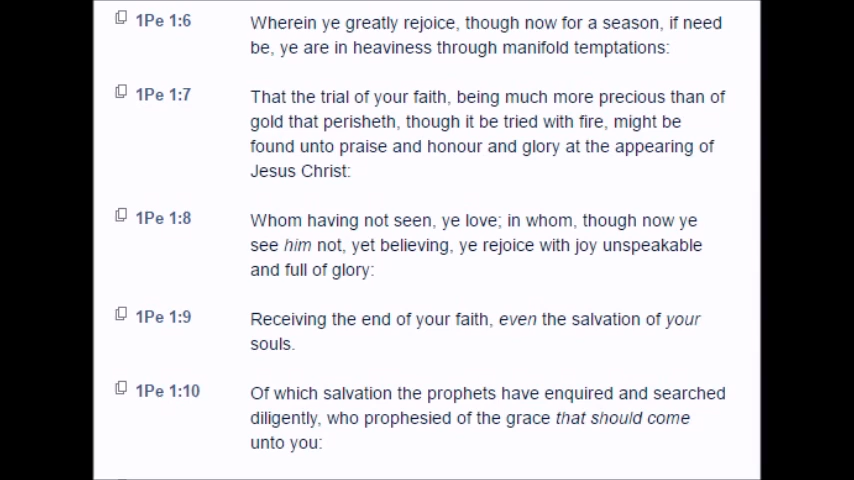 1Pe 1:6 Wherein ye greatly rejoice, though now for a season, if need
be, ye are in heaviness through manifold temptations:
1Pe 1:7 That the trial of your faith, being much more precious than of
gold that perisheth, though it be tried with fire, might be
found unto praise and honour and glory at the appearing of
Jesus Christ:
1Pe 1:8 Whom having not seen, ye love; in whom, though now ye
see him not, yet believing, ye rejoice with joy unspeakable
and full of glory:
1Pe 1:9 Receiving the end of your faith, even the salvation of your
souls.
1Pe 1:10 Of which salvation the prophets have enquired and searched
diligently, who prophesied of the grace that should come
unto you: